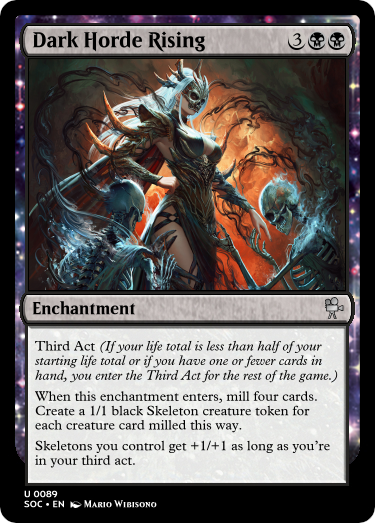 Dark Horde Rising 3
Enchantment
Third Act (If your life total is less than half of your
starting life total or if you have one or fewer cards in
hand, you enter the Third Act for the rest of the game.)
When this enchantment enters, mill four cards.
Create a 1/1 black Skeleton creature token for
each creature card milled this way.
Skeletons you control get +1/+1 as long as you're
in your third act.
U 0089
SOC • EN Mario Wibisono